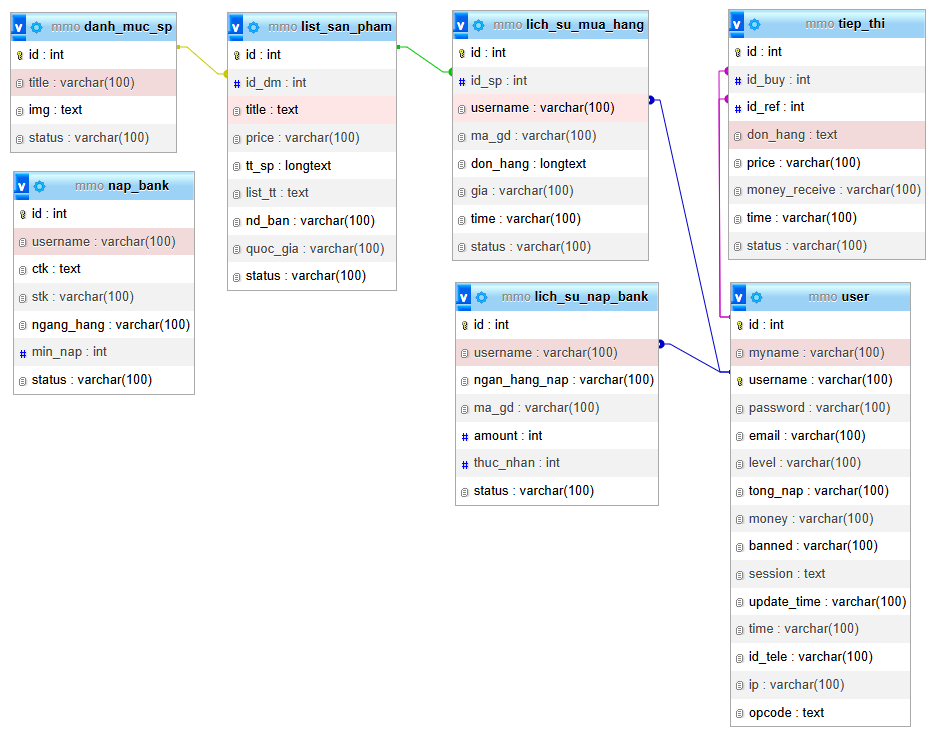 v mmo danh_muc_sp
id : int
title : varchar(100)
img : text
status : varchar(100)
v mmo nap_bank
id : int
username : varchar(100)
ctk : text
stk : varchar(100)
ngang_hang : varchar(100)
# min_nap : int
status : varchar(100)
v mmo list_san_pham
id : int
# id_dm : int
title : text
price : varchar(100)
tt_sp : longtext
list_tt : text
nd_ban : varchar(100)
quoc_gia : varchar(100)
status : varchar(100)
v mmo lich_su_mua_hang
id : int
# id_sp : int
username : varchar(100)
ma_gd : varchar(100)
don_hang : longtext
gia : varchar(100)
time : varchar(100)
status : varchar(100)
v mmo lich_su_nap_bank
id : int
username : varchar(100)
ngan_hang_nap : varchar(100)
ma_gd : varchar(100)
# amount : int
# thuc_nhan : int
status : varchar(100)
v mmo tiep_thi
id : int
# id_buy : int
# id_ref : int
don_hang : text
price : varchar(100)
money_receive : varchar(100)
time : varchar(100)
status : varchar(100)
v mmo user
id : int
myname : varchar(100)
username : varchar(100)
password : varchar(100)
email : varchar(100)
level : varchar(100)
tong_nap : varchar(100)
money : varchar(100)
banned : varchar(100)
session : text
update_time : varchar(100)
time : varchar(100)
id_tele : varchar(100)
ip : varchar(100)
opcode : text